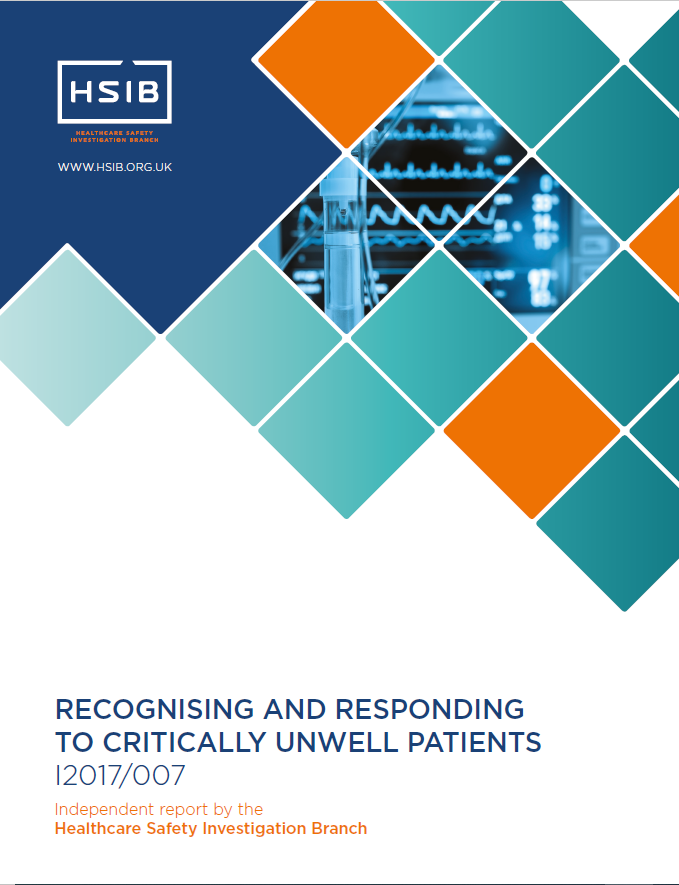 HSIB
HEALTHCARE SAFETY
INVESTIGATION BRANCH
WWW.HSIB.ORG.UK
RECOGNISING AND RESPONDING
TO CRITICALLY UNWELL PATIENTS
I2017/007
Independent report by the
Healthcare Safety Investigation Branch